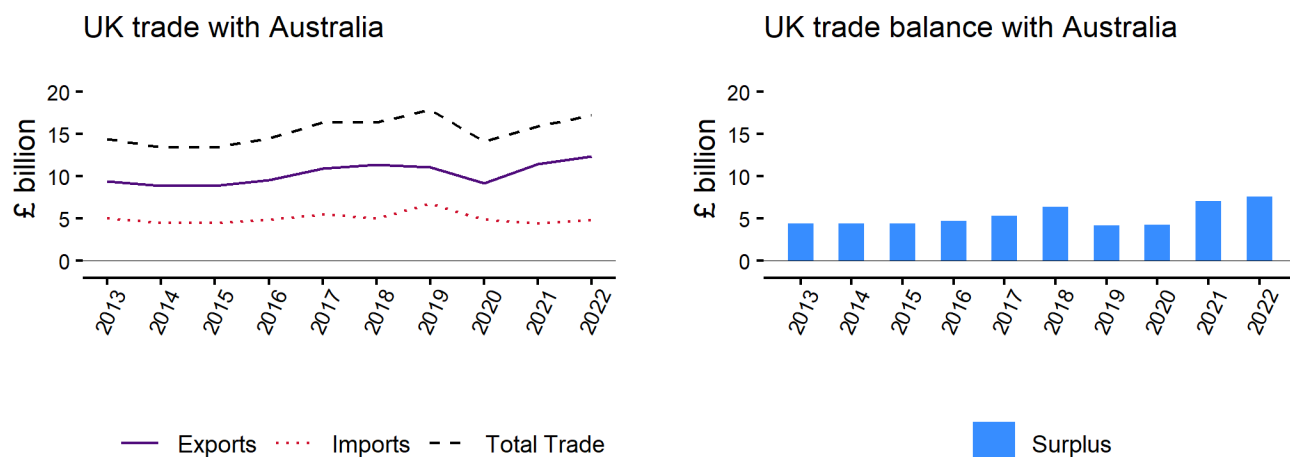 UK trade with Australia
£ billion
20
15
10
5
0
2013 2014 2015 2016 2017 2018 2019 2020 2021 2022
Exports Imports Total Trade
UK trade balance with Australia
£ billion
20
15
10
5
0
2013 2014 2015 2016 2017 2018 2019 2020 2021 2022
Surplus